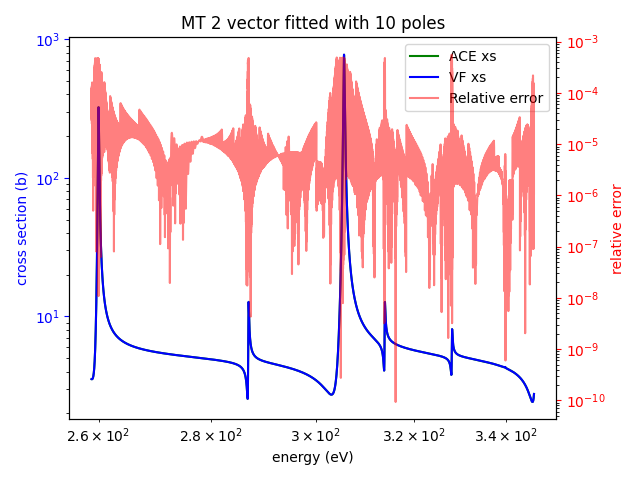 MT 2 vector fitted with 10 poles
ACE xs
VF xs
Relative error
cross section (b)
10³
10²
10¹
relative error
10⁻³
10⁻⁴
10⁻⁵
10⁻⁶
10⁻⁷
10⁻⁸
10⁻⁹
10⁻¹⁰
2.6 × 10² 2.8 × 10² 3 × 10² 3.2 × 10² 3.4 × 10²
energy (eV)